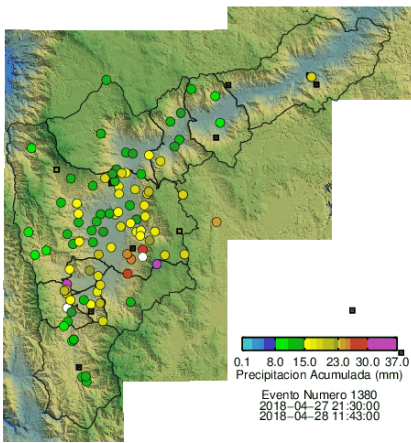 0.1 8.0 15.0 23.0 30.0 37.0
Precipitacion Acumulada (mm)
Evento Numero 1380
2018-04-27 21:30:00
2018-04-28 11:43:00